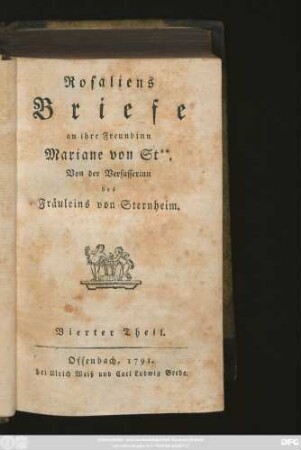 Rosaliens
Briefe
an ihre Freundinn
Mariane von St**.
Von der Verfasserinn
des
Fräuleins von Sternheim.
Vierter Theil.
Offenbach, 1791.
bei Ulrich Weiß und Carl Ludwig Brede.